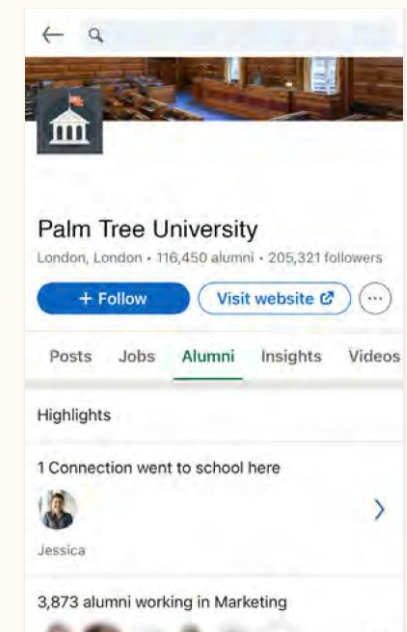 Palm Tree University
London, London • 116,450 alumni • 205,321 followers
+ Follow
Visit website
Posts Jobs Alumni Insights Videos
Highlights
1 Connection went to school here
Jessica
3,873 alumni working in Marketing